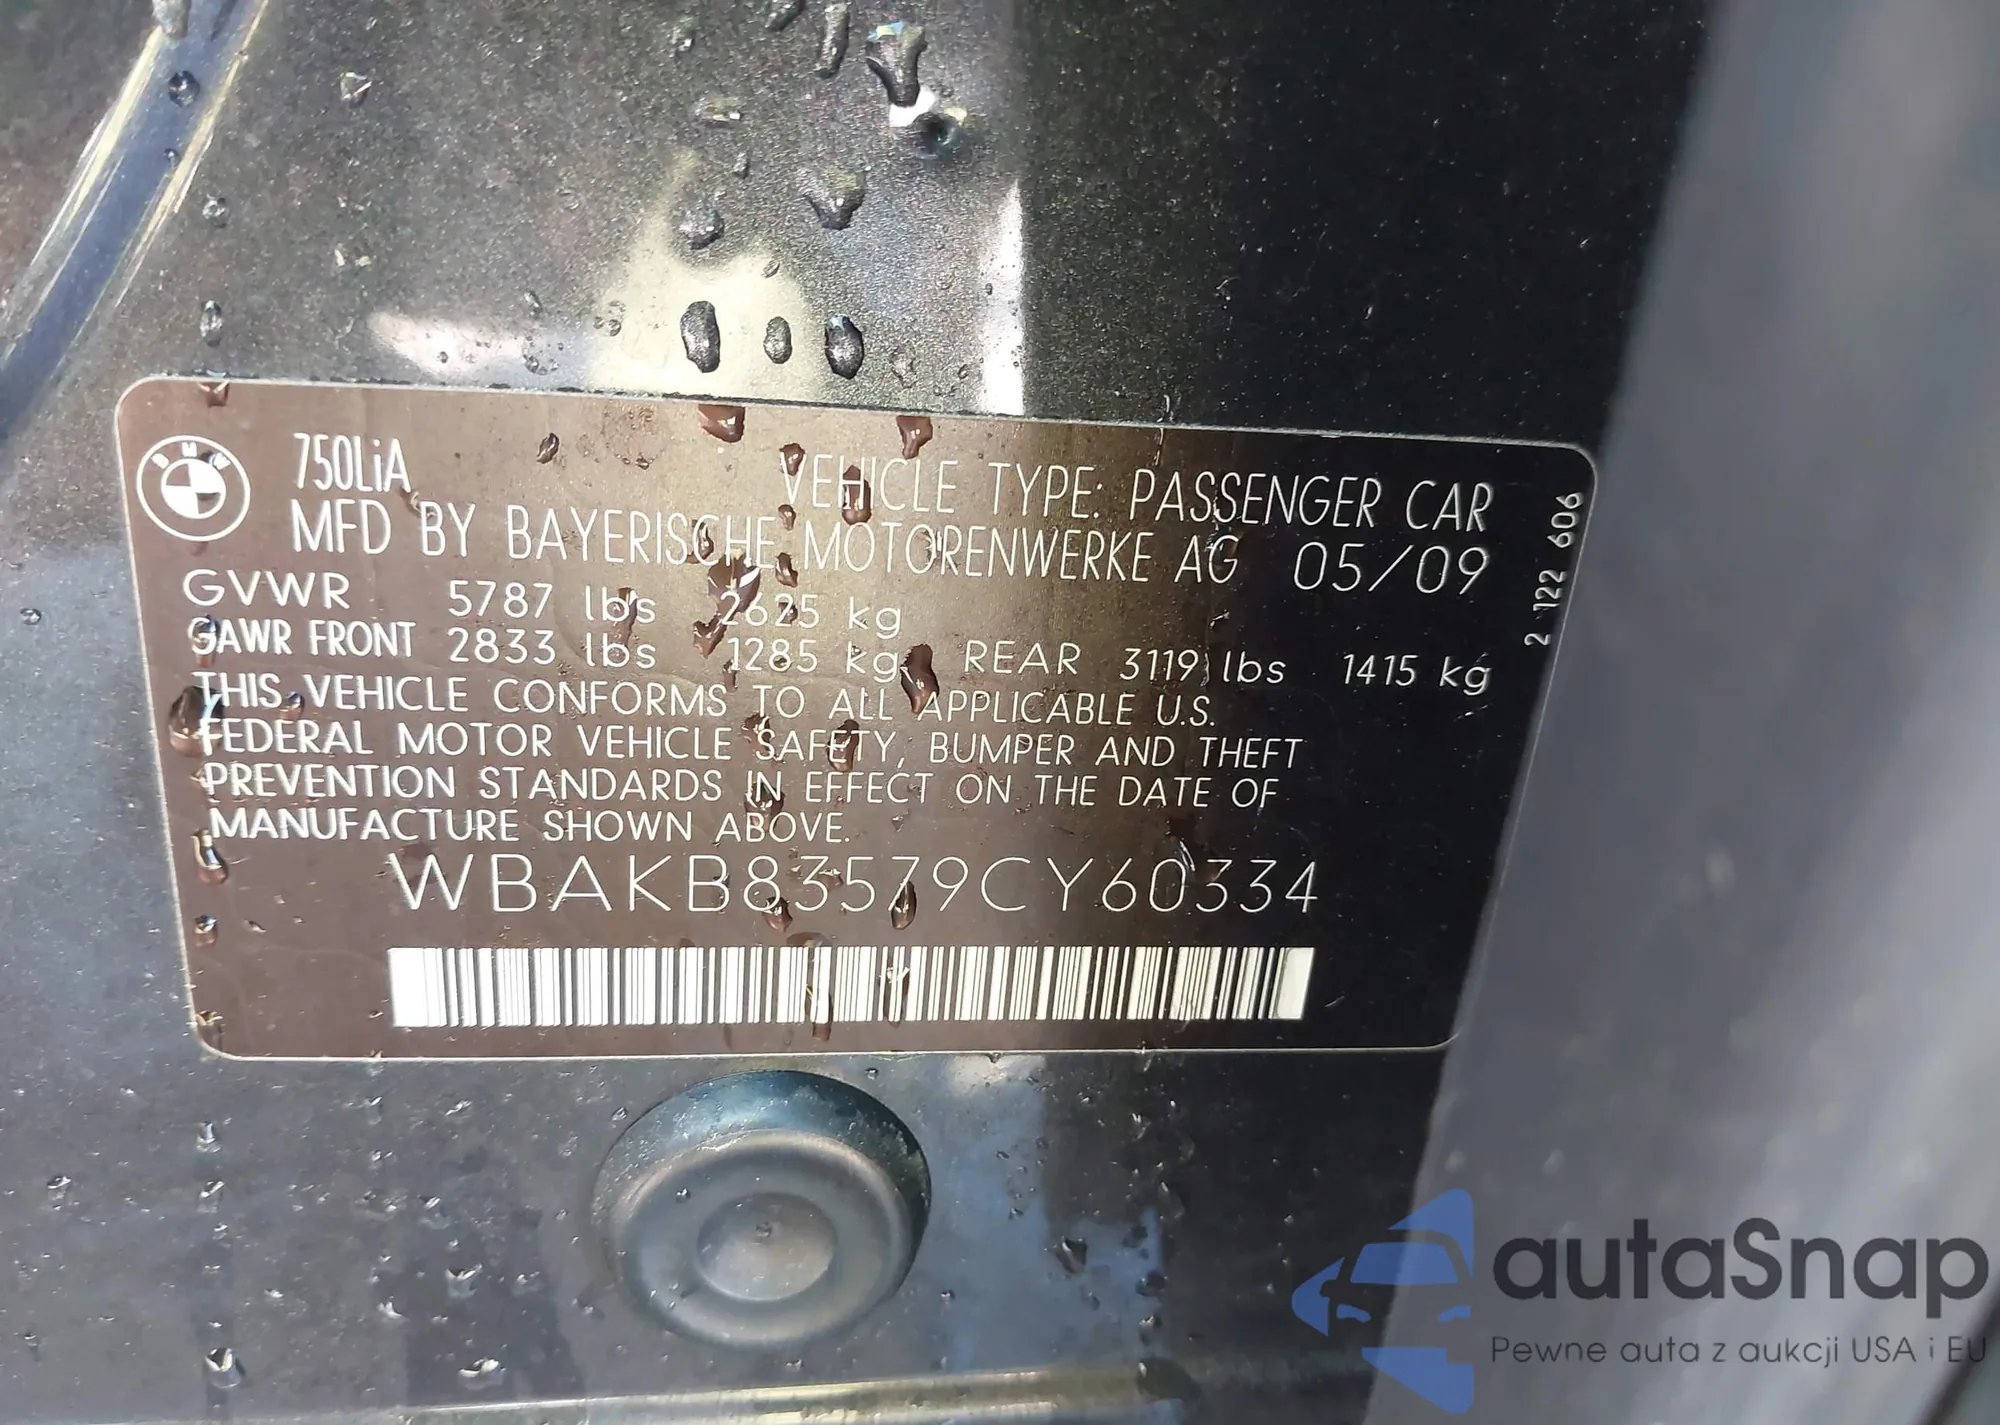 BMW
750LiA
VEHICLE TYPE: PASSENGER CAR
MFD BY BAYERISCHE MOTORENWERKE AG 05/09
GVWR 5787 lbs 2625 kg
GAWR FRONT 2833 lbs 1285 kg REAR 3119 lbs 1415 kg
THIS VEHICLE CONFORMS TO ALL APPLICABLE U.S.
FEDERAL MOTOR VEHICLE SAFETY, BUMPER AND THEFT
PREVENTION STANDARDS IN EFFECT ON THE DATE OF
MANUFACTURE SHOWN ABOVE.
WBAKB83579CY60334
2 122 606
autaSnap
Pewne auta z aukcji USA i EU